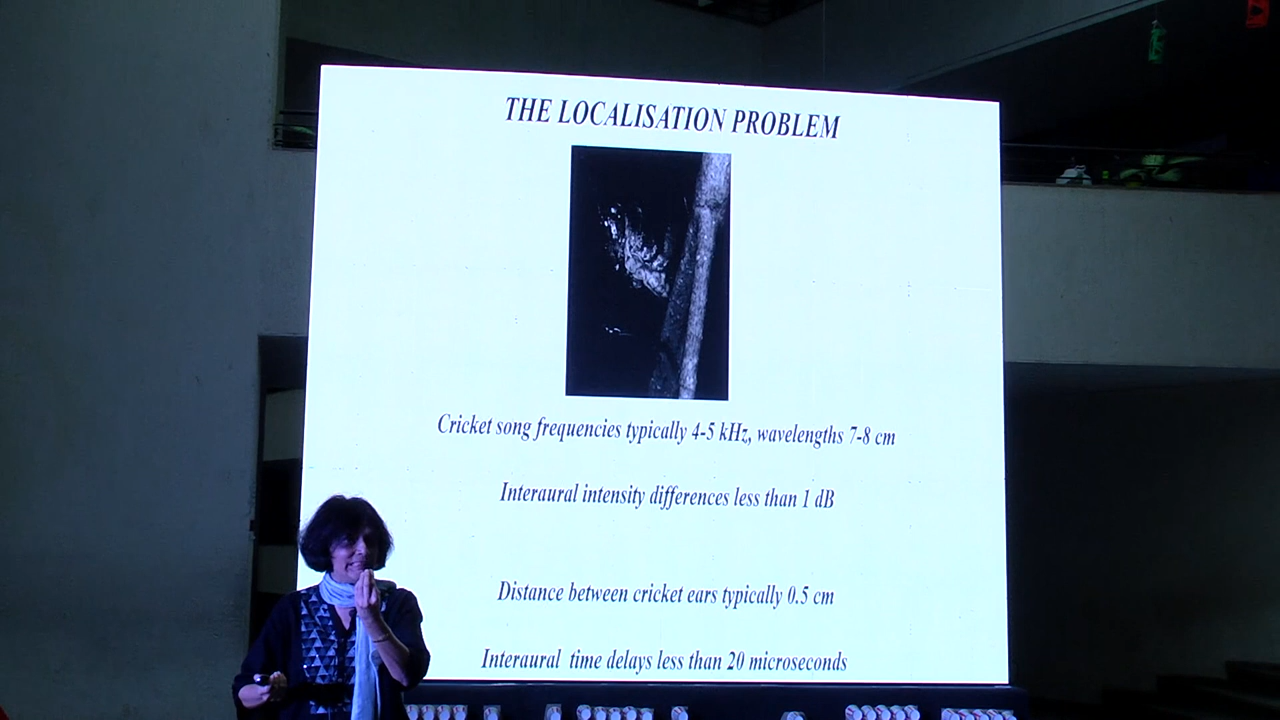 THE LOCALISATION PROBLEM
Cricket song frequencies typically 4-5 kHz, wavelengths 7-8 cm
Interaural intensity differences less than 1 dB
Distance between cricket ears typically 0.5 cm
Interaural time delays less than 20 microseconds